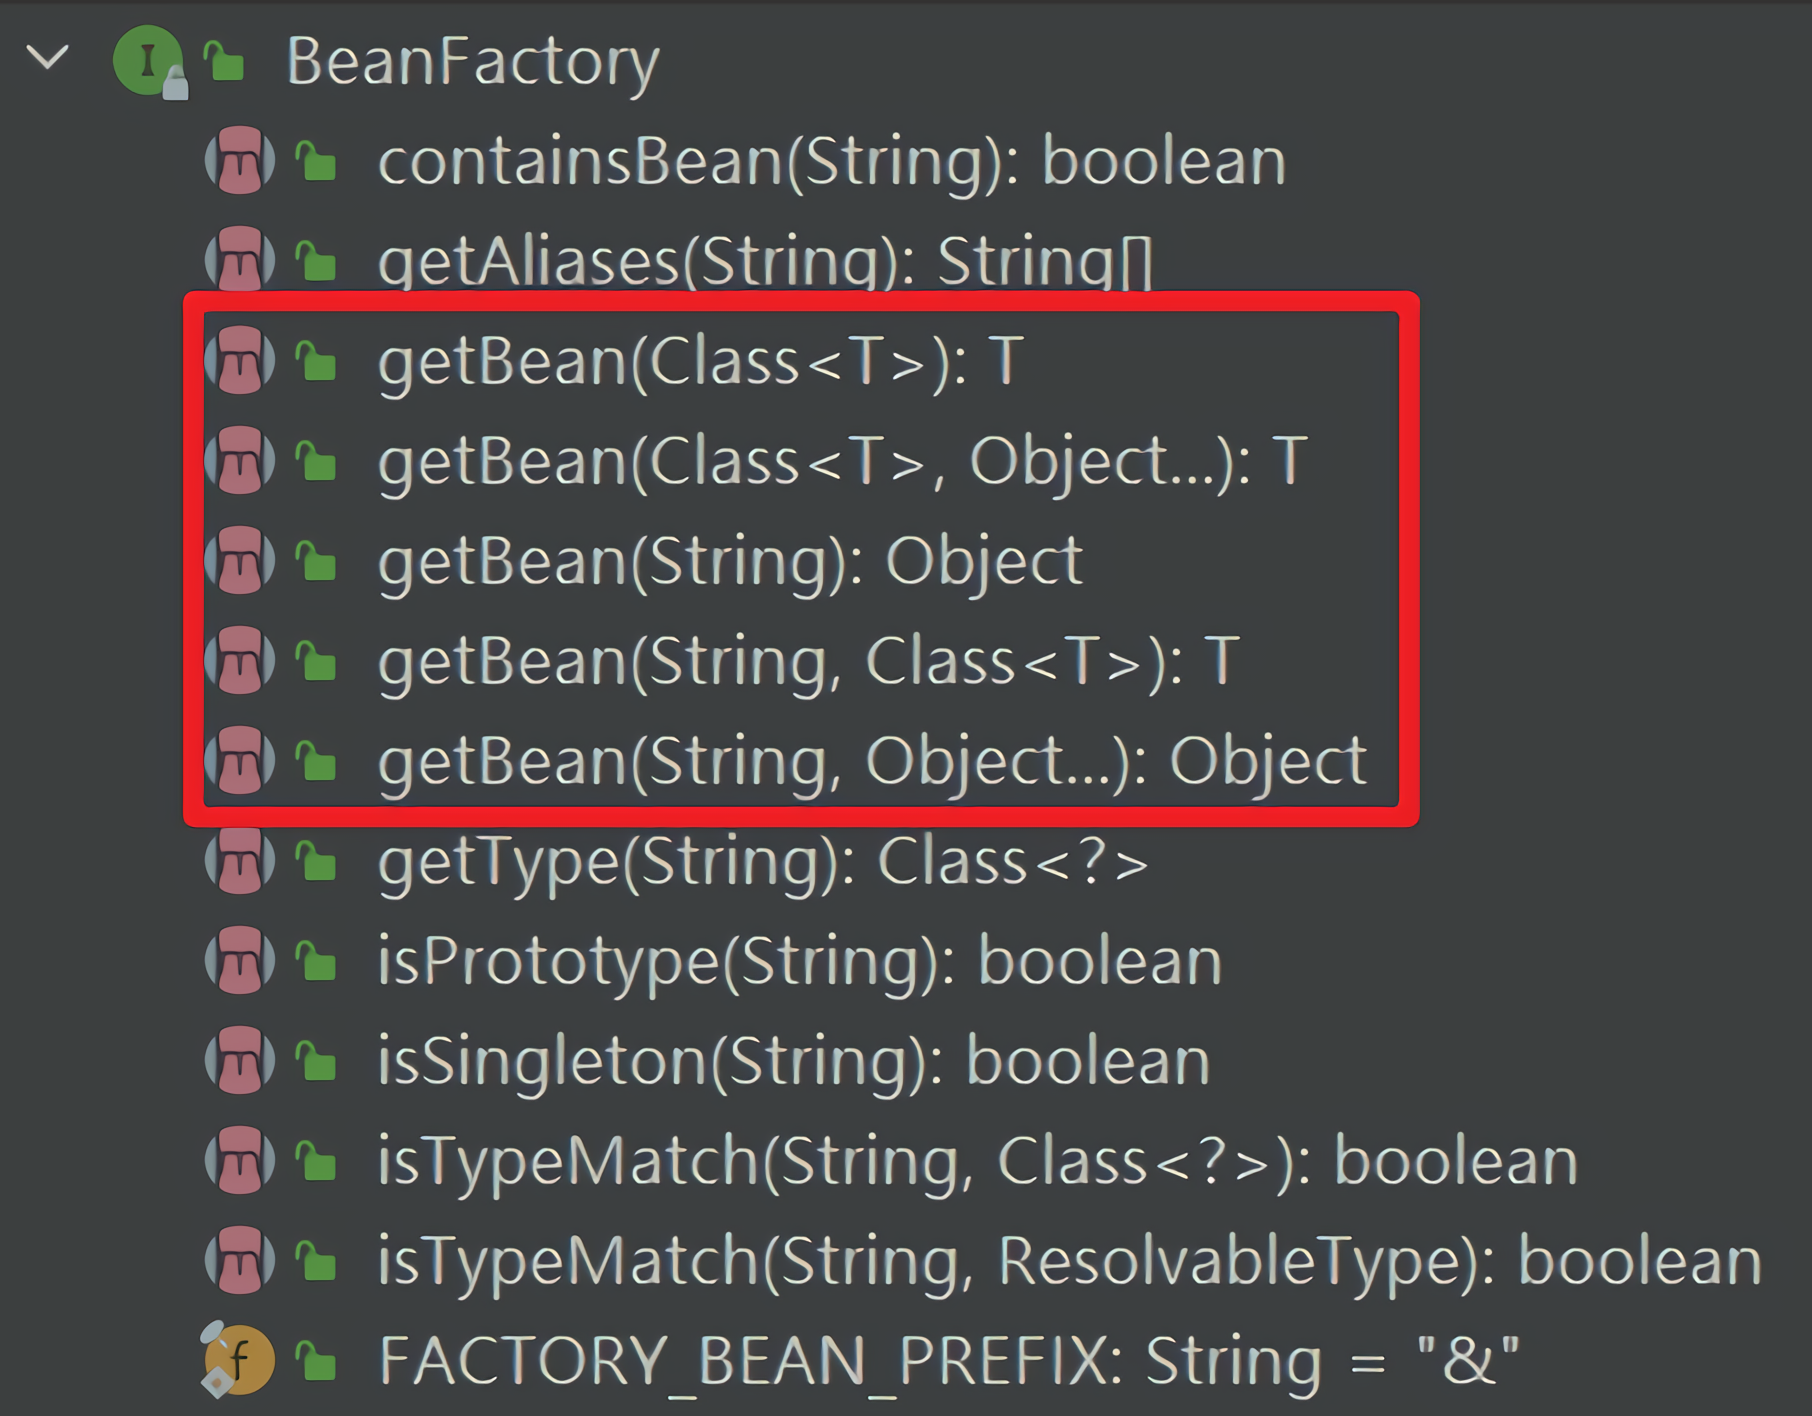 BeanFactory
containsBean(String): boolean
getAliases(String): String[]
getBean(Class<T>): T
getBean(Class<T>, Object...): T
getBean(String): Object
getBean(String, Class<T>): T
getBean(String, Object...): Object
getType(String): Class<?>
isPrototype(String): boolean
isSingleton(String): boolean
isTypeMatch(String, Class<?>): boolean
isTypeMatch(String, ResolvableType): boolean
FACTORY_BEAN_PREFIX: String = "&"